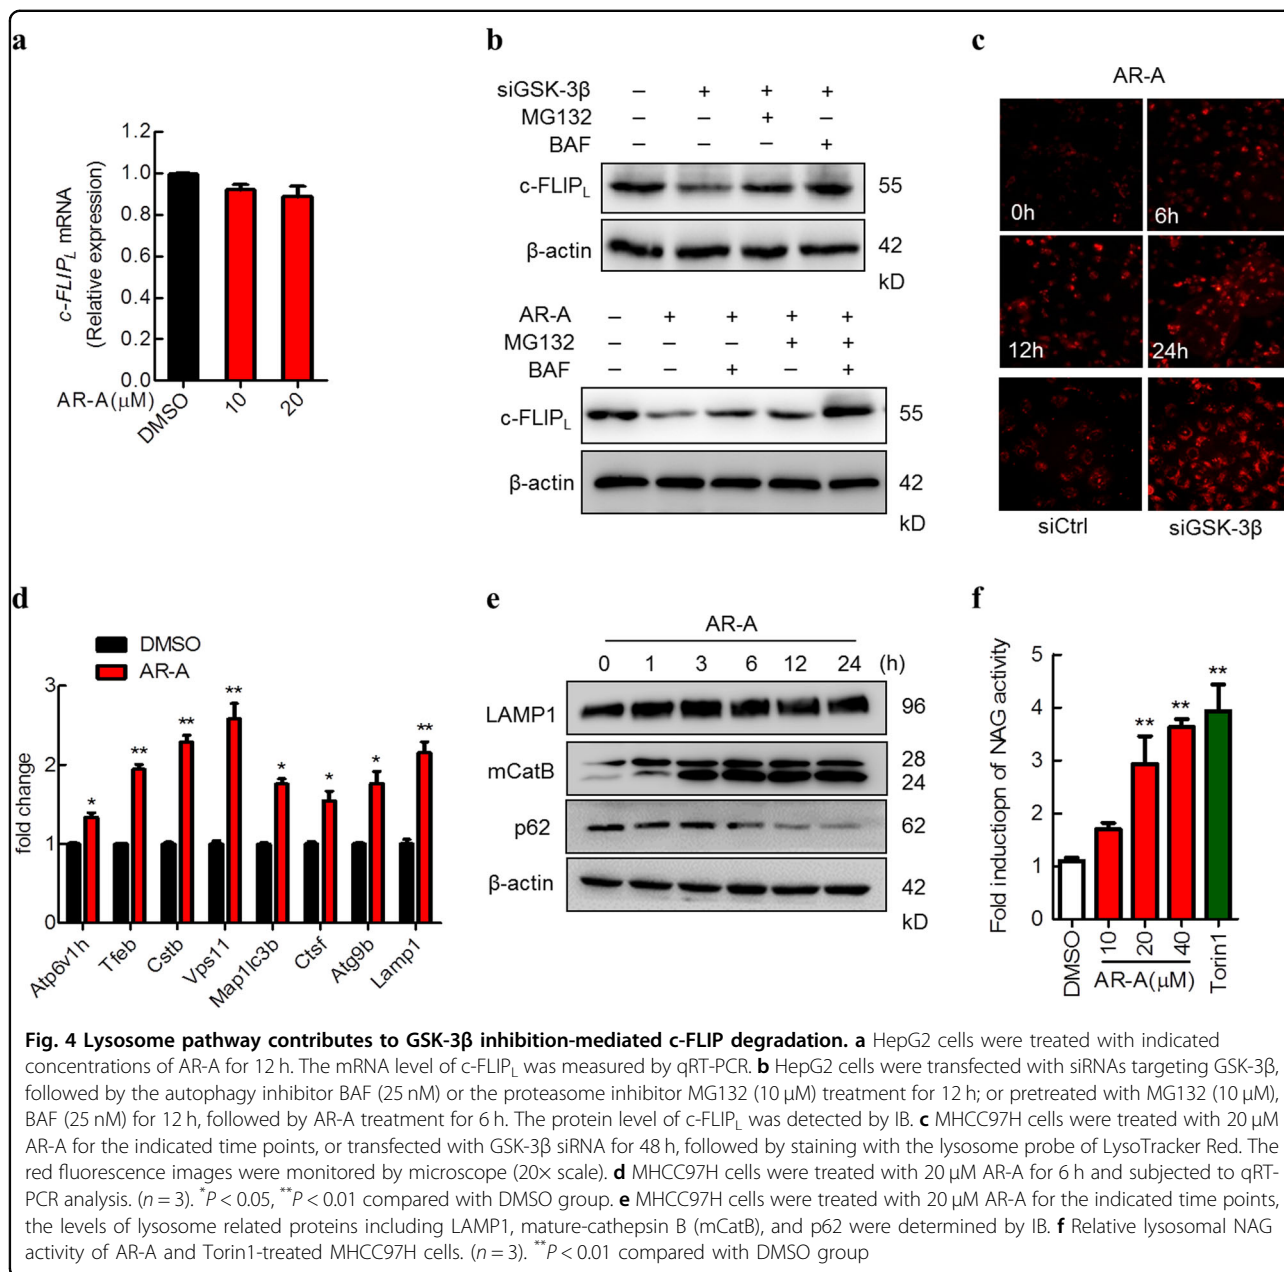 a
1.2
1.0
0.8
0.6
0.4
0.2
0.0
c-FLIPL mRNA
(Relative expression)
AR-A(μM)
DMSO
10
20
b
siGSK-3β – + + +
MG132 – – + –
BAF – – – +
c-FLIPL 55
β-actin 42
kD
AR-A – + + + +
MG132 – – – + +
BAF – – + – +
c-FLIPL 55
β-actin 42
kD
c
AR-A
0h
6h
12h
24h
siCtrl
siGSK-3β
d
DMSO
AR-A
3
2
1
0
fold change
* ** ** ** * * * **
Atp6v1h
Tfeb
Cstb
Vps11
Map1lc3b
Ctsf
Atg9b
Lamp1
e
AR-A
0 1 3 6 12 24 (h)
LAMP1 96
mCatB 28
24
p62 62
β-actin 42
kD
f
5
4
3
2
1
0
Fold inductiopn of NAG activity
** ** **
DMSO
10
20
40
AR-A(μM)
Torin1
Fig. 4 Lysosome pathway contributes to GSK-3β inhibition-mediated c-FLIP degradation. a HepG2 cells were treated with indicated
concentrations of AR-A for 12 h. The mRNA level of c-FLIPL was measured by qRT-PCR. b HepG2 cells were transfected with siRNAs targeting GSK-3β,
followed by the autophagy inhibitor BAF (25 nM) or the proteasome inhibitor MG132 (10 μM) treatment for 12 h; or pretreated with MG132 (10 μM),
BAF (25 nM) for 12 h, followed by AR-A treatment for 6 h. The protein level of c-FLIPL was detected by IB. c MHCC97H cells were treated with 20 μM
AR-A for the indicated time points, or transfected with GSK-3β siRNA for 48 h, followed by staining with the lysosome probe of LysoTracker Red. The
red fluorescence images were monitored by microscope (20× scale). d MHCC97H cells were treated with 20 μM AR-A for 6 h and subjected to qRT-
PCR analysis. (n = 3). *P < 0.05, **P < 0.01 compared with DMSO group. e MHCC97H cells were treated with 20 μM AR-A for the indicated time points,
the levels of lysosome related proteins including LAMP1, mature-cathepsin B (mCatB), and p62 were determined by IB. f Relative lysosomal NAG
activity of AR-A and Torin1-treated MHCC97H cells. (n = 3). **P < 0.01 compared with DMSO group